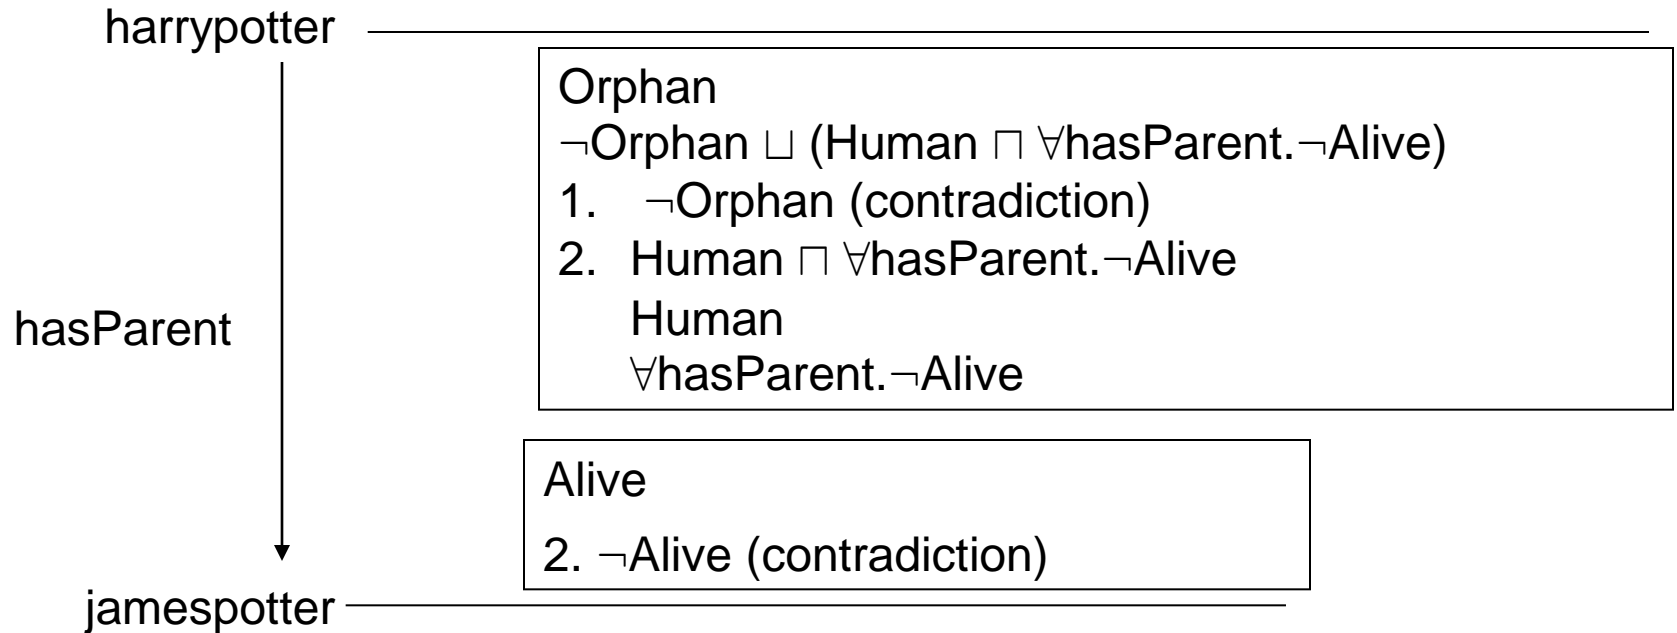 harrypotter
Orphan
¬Orphan ⊔ (Human ⊓ ∀hasParent.¬Alive)
1. ¬Orphan (contradiction)
2. Human ⊓ ∀hasParent.¬Alive
Human
hasParent
∀hasParent.¬Alive
Alive
2. ¬Alive (contradiction)
jamespotter